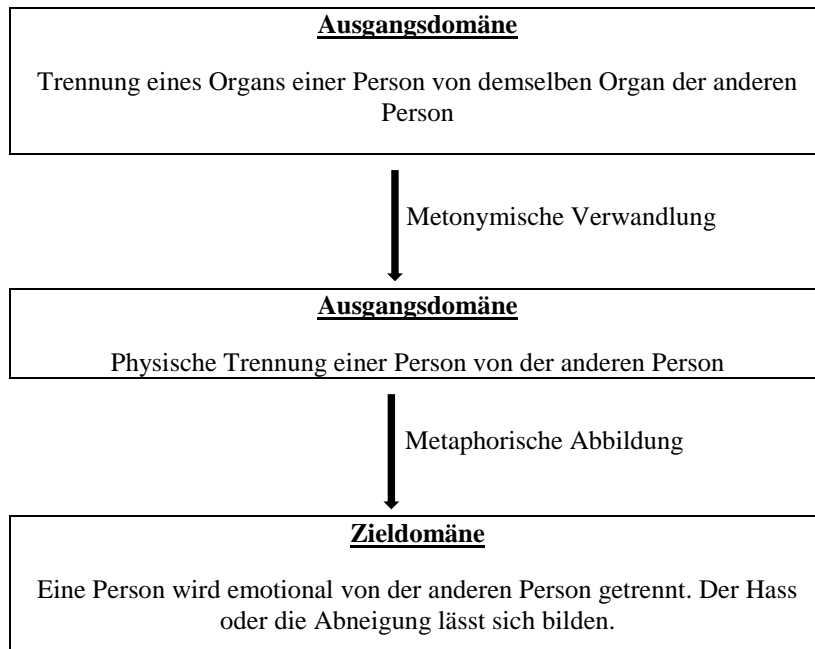 Ausgangsdomäne
Trennung eines Organs einer Person von demselben Organ der anderen
Person
Metonymische Verwandlung
Ausgangsdomäne
Physische Trennung einer Person von der anderen Person
Metaphorische Abbildung
Zieldomäne
Eine Person wird emotional von der anderen Person getrennt. Der Hass
oder die Abneigung lässt sich bilden.